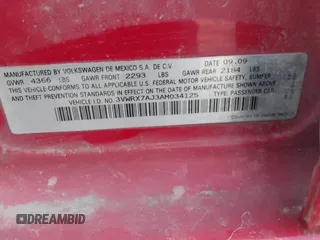 MANUFACTURED BY VOLKSWAGEN DE MEXICO S.A. DE C.V. 09.09
GVWR 4366 LBS GAWR FRONT 2293 LBS GAWR REAR 2184 LBS
THIS VEHICLE CONFORMS TO ALL APPLICABLE U.S. FEDERAL MOTOR VEHICLE SAFETY, BUMPER
AND THEFT PREVENTION STANDARDS IN EFFECT ON THE DATE OF MANUFACTURE SHOWN ABOVE.
VEHICLE I.D. NO.: 3VWRX7AJ3AM034125 TYPE: PASSENGER CAR
DREAMBID